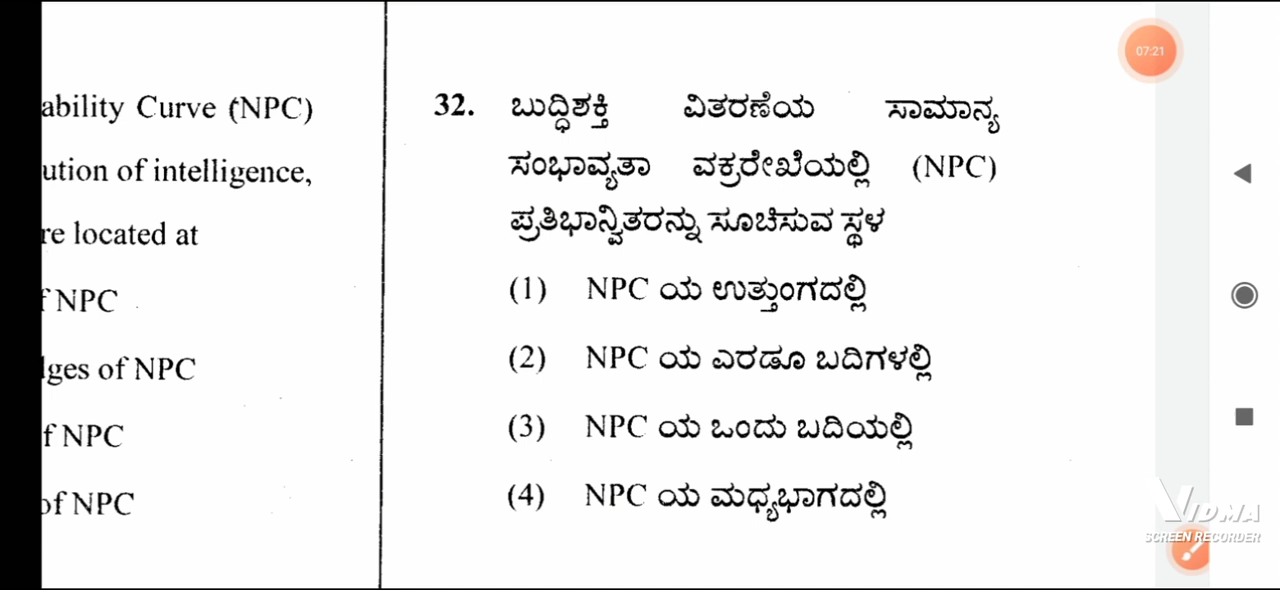 ability Curve (NPC)
ution of intelligence,
re located at
f NPC
dges of NPC
f NPC
of NPC
32. ಬುದ್ಧಿಶಕ್ತಿ ವಿತರಣೆಯ ಸಾಮಾನ್ಯ
ಸಂಭಾವ್ಯತಾ ವಕ್ರರೇಖೆಯಲ್ಲಿ (NPC)
ಪ್ರತಿಭಾನ್ವಿತರನ್ನು ಸೂಚಿಸುವ ಸ್ಥಳ
(1) NPC ಯ ಉತ್ತುಂಗದಲ್ಲಿ
(2) NPC ಯ ಎರಡೂ ಬದಿಗಳಲ್ಲಿ
(3) NPC ಯ ಒಂದು ಬದಿಯಲ್ಲಿ
(4) NPC ಯ ಮಧ್ಯಭಾಗದಲ್ಲಿ
07:21
VIDMA
SCREEN RECORDER